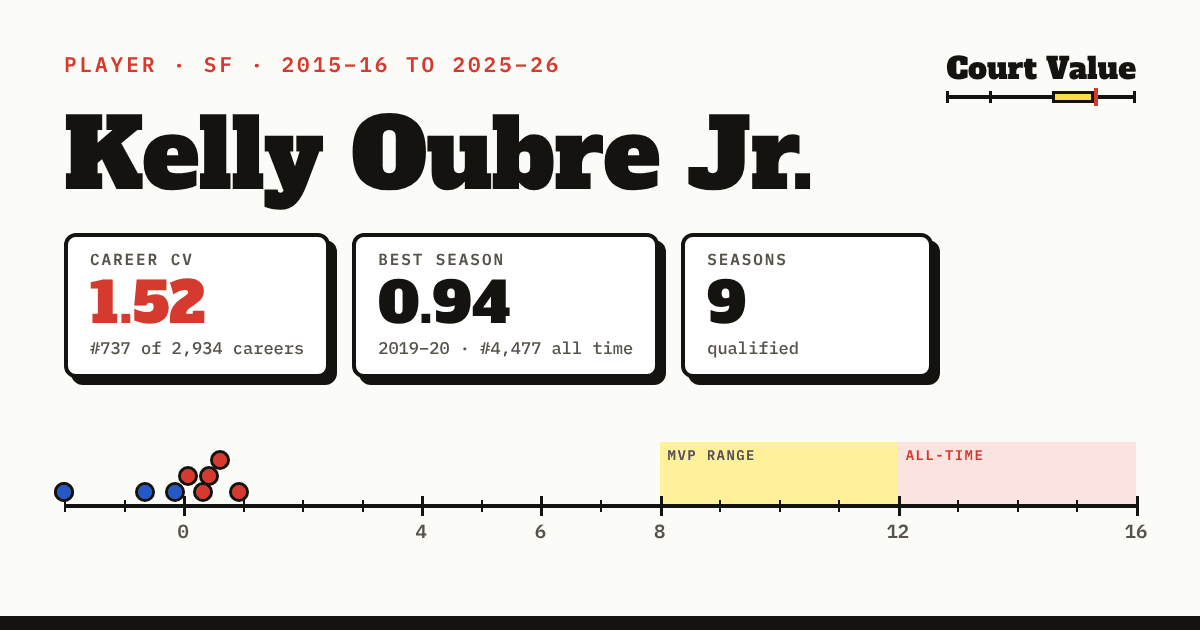 PLAYER · SF · 2015–16 TO 2025–26
Court Value
Kelly Oubre Jr.
CAREER CV
1.52
#737 of 2,934 careers
BEST SEASON
0.94
2019–20 · #4,477 all time
SEASONS
9
qualified
MVP RANGE
ALL-TIME
0 4 6 8 12 16